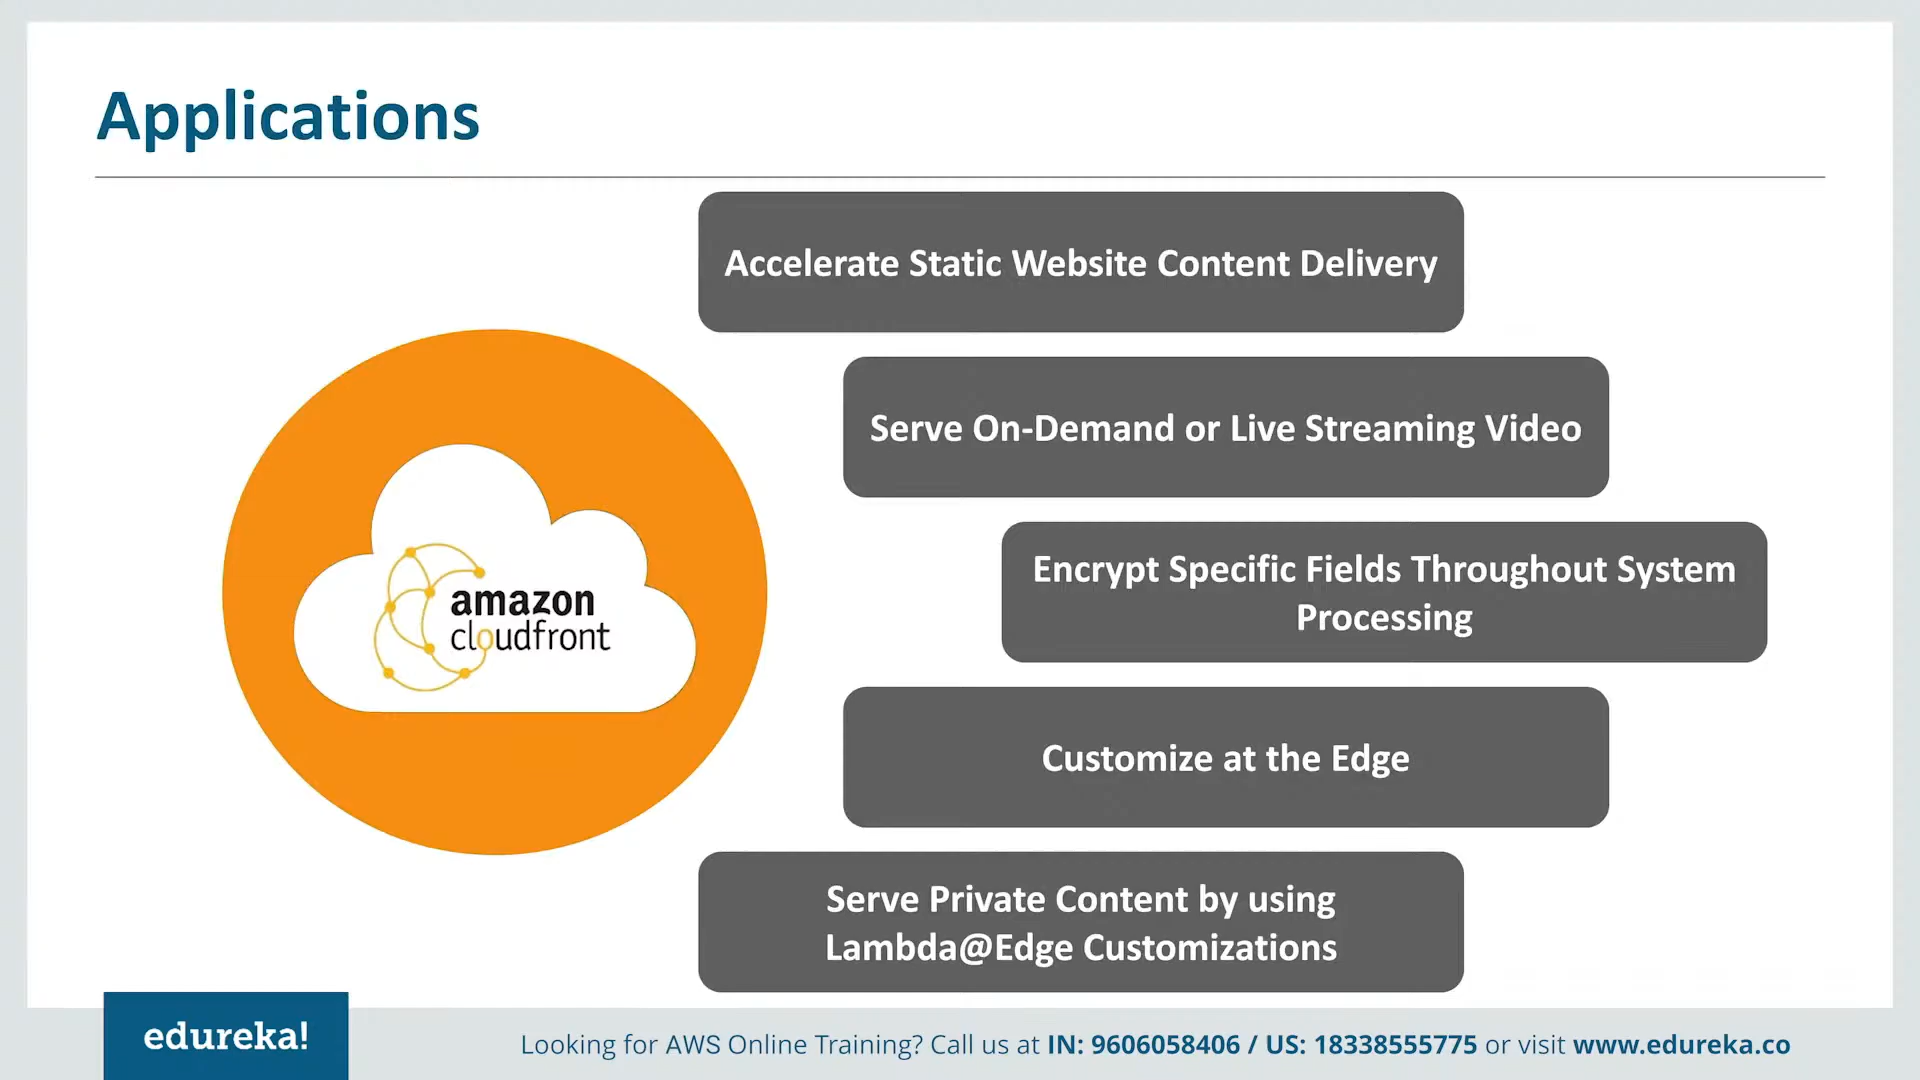 Applications
Accelerate Static Website Content Delivery
Serve On-Demand or Live Streaming Video
Encrypt Specific Fields Throughout System
Processing
Customize at the Edge
Serve Private Content by using
Lambda@Edge Customizations
amazon
cloudfront
edureka!
Looking for AWS Online Training? Call us at IN: 9606058406 / US: 18338555775 or visit www.edureka.co